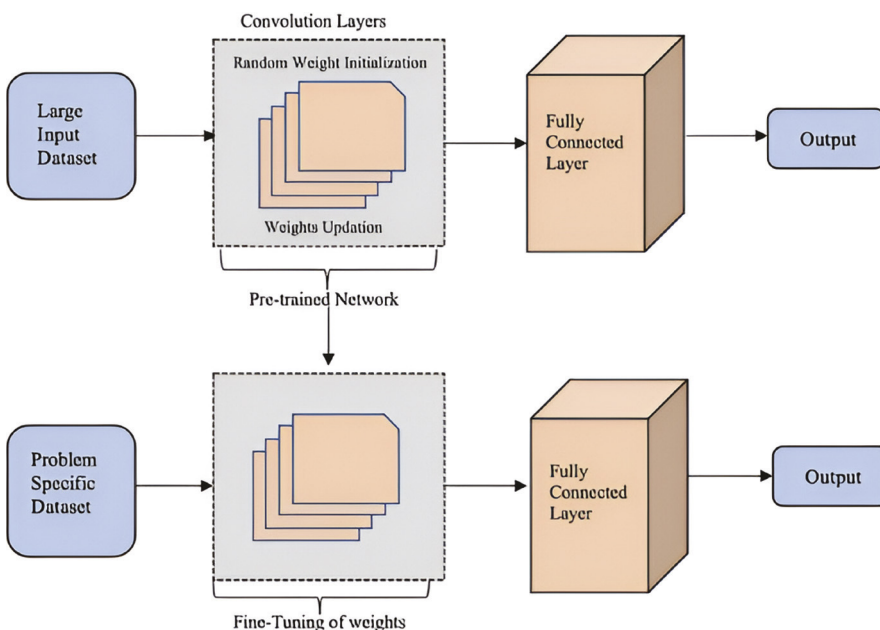 Convolution Layers
Random Weight Initialization
Large
Input
Dataset
Fully
Connected
Layer
Output
Weights Updation
Pre-trained Network
Problem
Specific
Dataset
Fully
Connected
Layer
Output
Fine-Tuning of weights